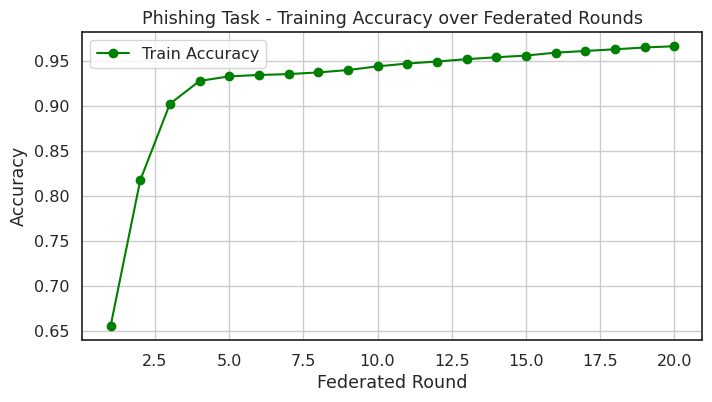 Phishing Task - Training Accuracy over Federated Rounds
Train Accuracy
Accuracy
0.95
0.90
0.85
0.80
0.75
0.70
0.65
2.5 5.0 7.5 10.0 12.5 15.0 17.5 20.0
Federated Round